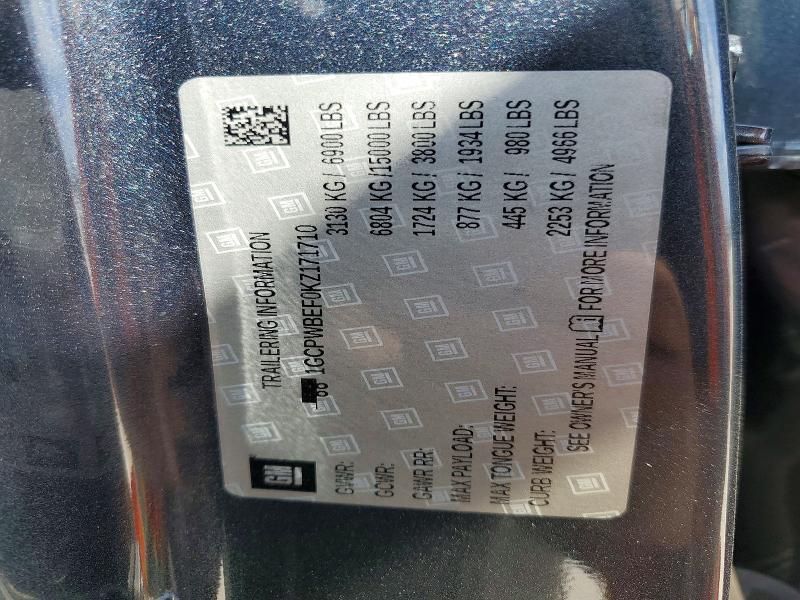 GM
TRAILERING INFORMATION
1GCPWBEF0KZ171710
GVWR: 3130 KG / 6900 LBS
GCWR: 6804 KG /15000 LBS
GAWR RR: 1724 KG / 3800 LBS
MAX PAYLOAD: 877 KG / 1934 LBS
MAX TONGUE WEIGHT: 445 KG / 980 LBS
CURB WEIGHT: 2253 KG / 4966 LBS
SEE OWNER'S MANUAL FOR MORE INFORMATION